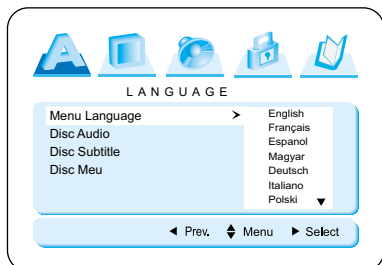 A
LANGUAGE
Menu Language
Disc Audio
Disc Subtitle
Disc Meu
English
Français
Espanol
Magyar
Deutsch
Italiano
Polski
Prev. Menu Select